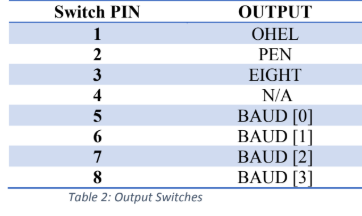 Switch PIN OUTPUT
1 OHEL
2 PEN
3 EIGHT
4 N/A
5 BAUD [0]
6 BAUD [1]
7 BAUD [2]
8 BAUD [3]
Table 2: Output Switches